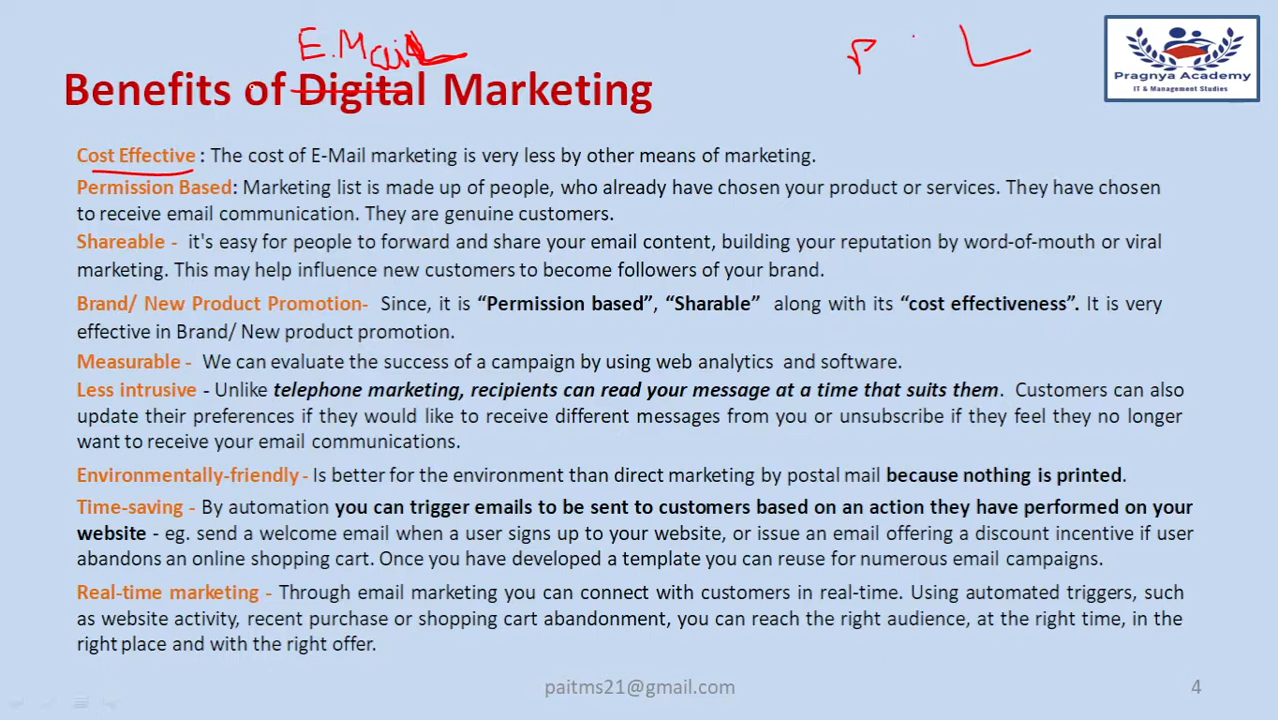 E.Mail
Benefits of Digital Marketing
Pragnya Academy
IT & Management Studies
Cost Effective : The cost of E-Mail marketing is very less by other means of marketing.
Permission Based: Marketing list is made up of people, who already have chosen your product or services. They have chosen
to receive email communication. They are genuine customers.
Shareable - it's easy for people to forward and share your email content, building your reputation by word-of-mouth or viral
marketing. This may help influence new customers to become followers of your brand.
Brand/ New Product Promotion- Since, it is “Permission based”, “Sharable” along with its “cost effectiveness”. It is very
effective in Brand/ New product promotion.
Measurable - We can evaluate the success of a campaign by using web analytics and software.
Less intrusive - Unlike telephone marketing, recipients can read your message at a time that suits them. Customers can also
update their preferences if they would like to receive different messages from you or unsubscribe if they feel they no longer
want to receive your email communications.
Environmentally-friendly - Is better for the environment than direct marketing by postal mail because nothing is printed.
Time-saving - By automation you can trigger emails to be sent to customers based on an action they have performed on your
website - eg. send a welcome email when a user signs up to your website, or issue an email offering a discount incentive if user
abandons an online shopping cart. Once you have developed a template you can reuse for numerous email campaigns.
Real-time marketing - Through email marketing you can connect with customers in real-time. Using automated triggers, such
as website activity, recent purchase or shopping cart abandonment, you can reach the right audience, at the right time, in the
right place and with the right offer.
paitms21@gmail.com
4